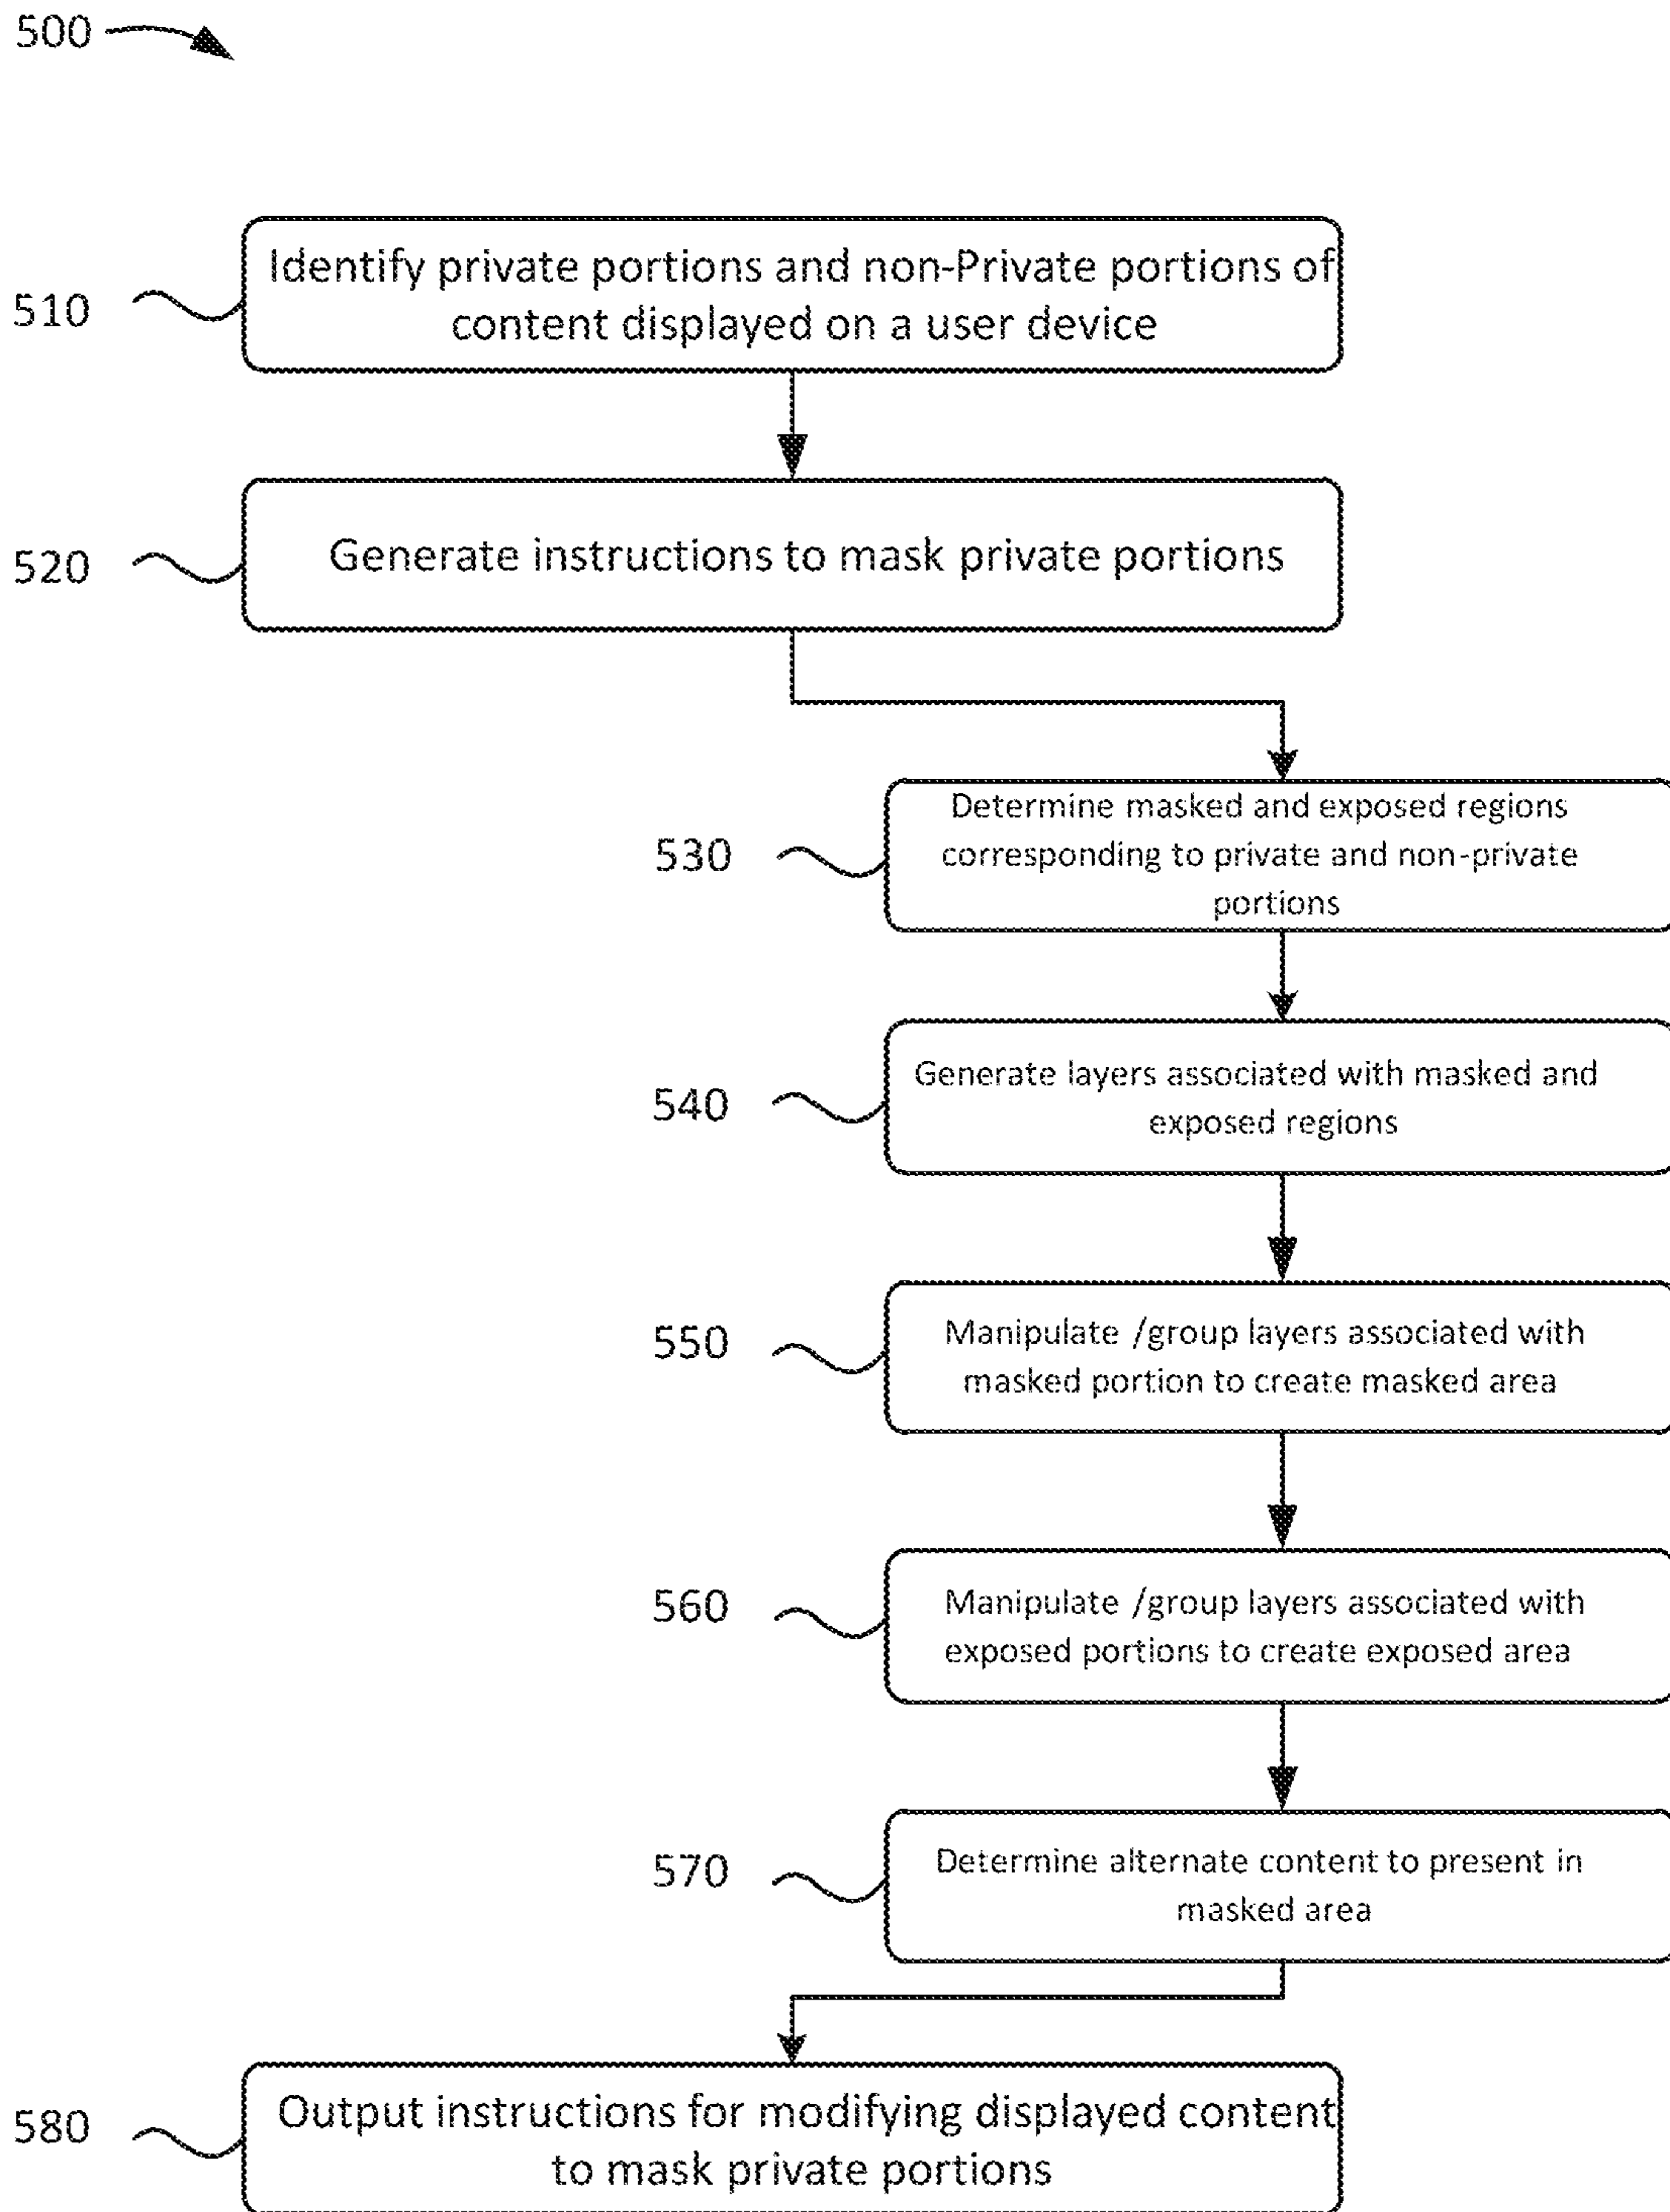 500
510
Identify private portions and non-Private portions of
content displayed on a user device
520
Generate instructions to mask private portions
530
Determine masked and exposed regions
corresponding to private and non-private
portions
540
Generate layers associated with masked and
exposed regions
550
Manipulate /group layers associated with
masked portion to create masked area
560
Manipulate /group layers associated with
exposed portions to create exposed area
570
Determine alternate content to present in
masked area
580
Output instructions for modifying displayed content
to mask private portions